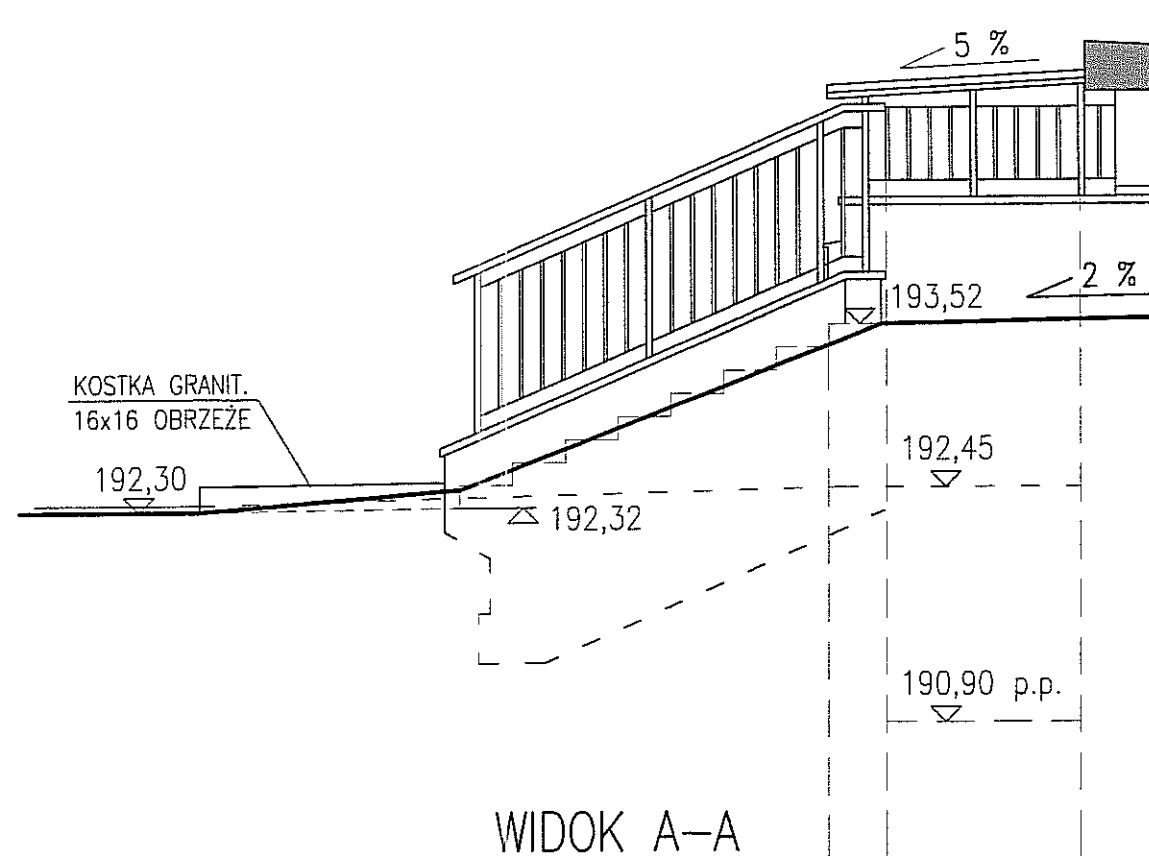 5 %
2 %
193,52
KOSTKA GRANIT.
16x16 OBRZEŻE
192,30
192,45
192,32
190,90 p.p.
WIDOK A–A